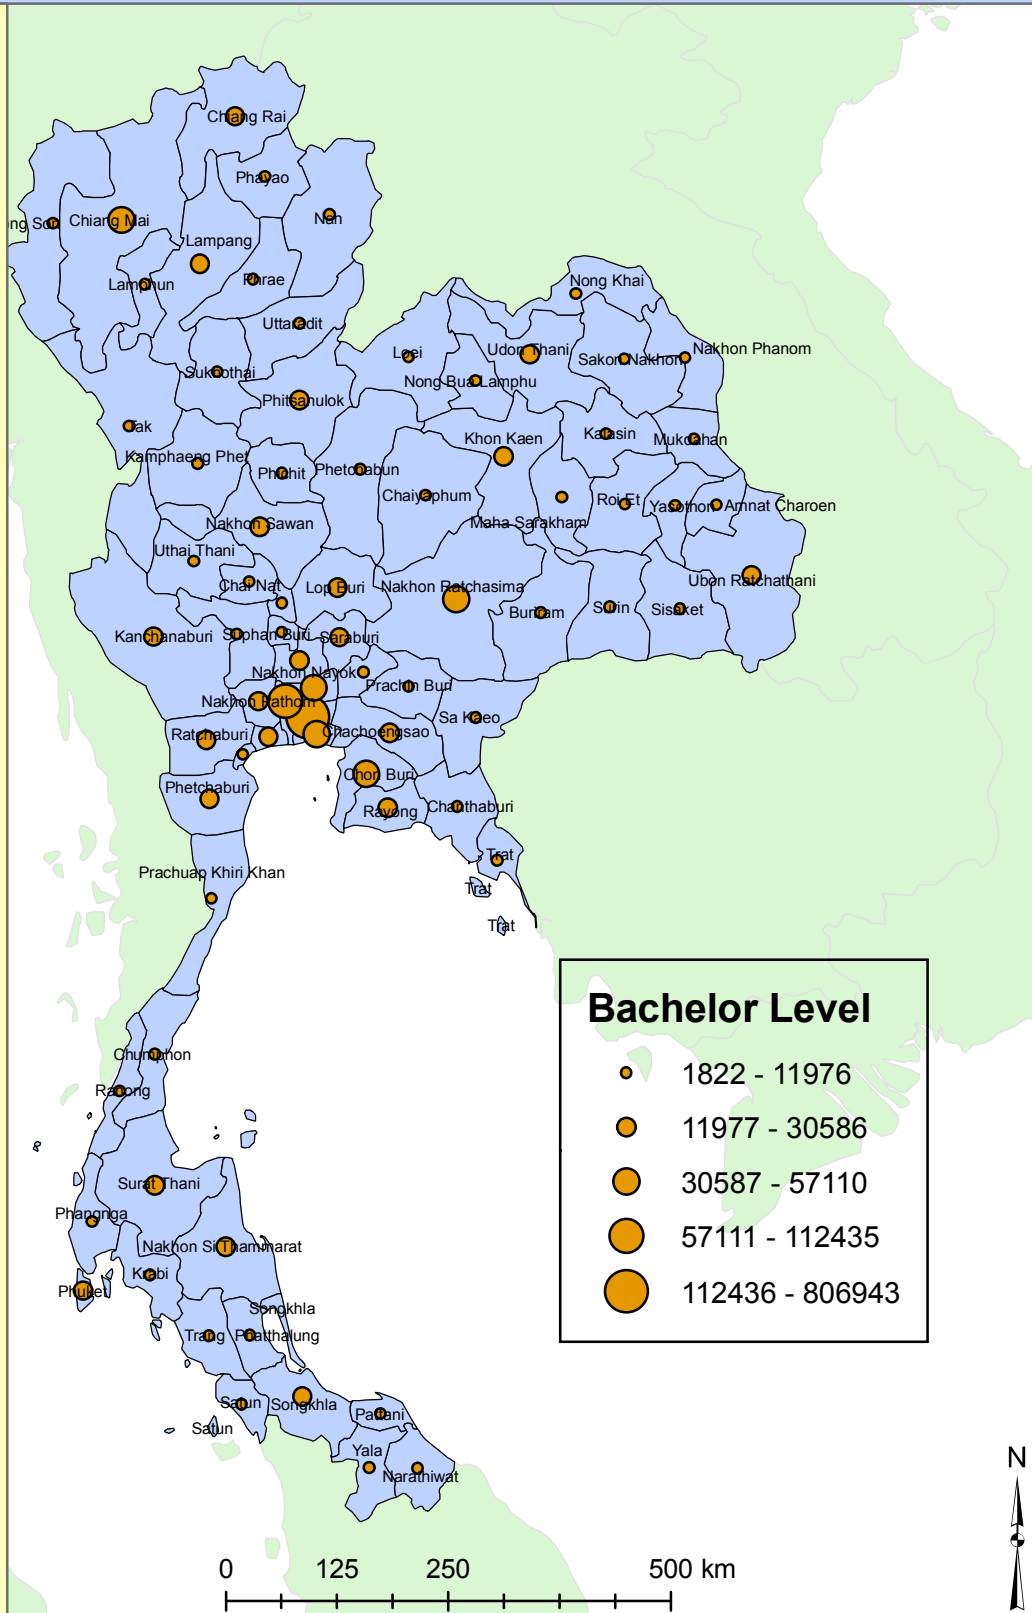 Chiang Rai
Phayao
Nan
ong Son
Chiang Mai
Lampang
Lamphun
Phrae
Nong Khai
Uttaradit
Loei
Udon Thani
Sakon Nakhon
Nakhon Phanom
Sukhothai
Nong Bua Lamphu
Phitsanulok
Tak
Khon Kaen
Kalasin
Mukdahan
Kamphaeng Phet
Phichit
Phetchabun
Chaiyaphum
Roi Et
Yasothon
Amnat Charoen
Nakhon Sawan
Maha Sarakham
Uthai Thani
Chai Nat
Lop Buri
Nakhon Ratchasima
Ubon Ratchathani
Buriram
Surin
Sisaket
Kanchanaburi
Suphan Buri
Saraburi
Nakhon Nayok
Prachin Buri
Nakhon Pathom
Sa Kaeo
Ratchaburi
Chachoengsao
Chon Buri
Phetchaburi
Rayong
Chanthaburi
Trat
Prachuap Khiri Khan
Trat
Trat
Bachelor Level
1822 - 11976
11977 - 30586
30587 - 57110
57111 - 112435
112436 - 806943
Chumphon
Ranong
Surat Thani
Phangnga
Nakhon Si Thammarat
Krabi
Phuket
Songkhla
Trang
Phatthalung
Satun
Songkhla
Pattani
Satun
Yala
Narathiwat
N
0 125 250 500 km